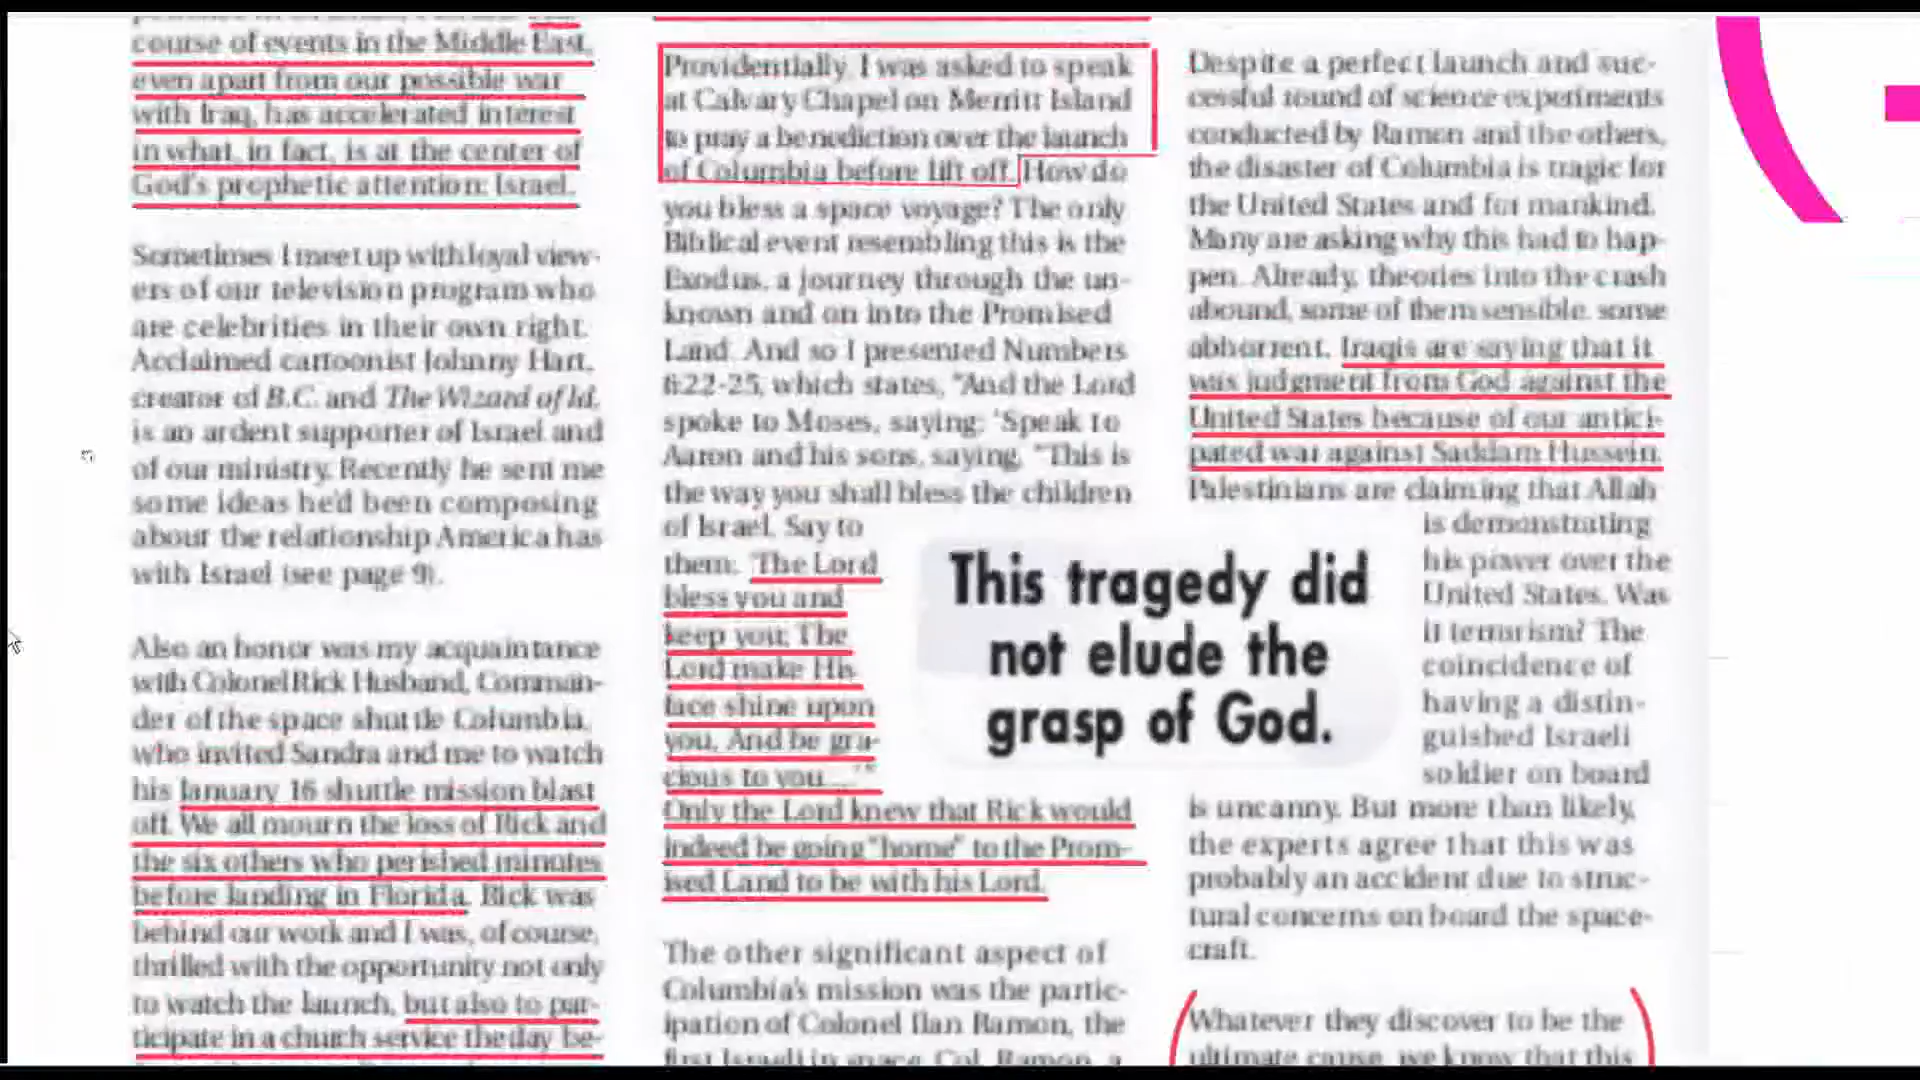 course of events in the Middle East,
even apart from our possible war
with Iraq, has accelerated interest
in what, in fact, is at the center of
God's prophetic attention: Israel.
Sometimes I meet up with loyal view-
ers of our television program who
are celebrities in their own right.
Acclaimed cartoonist Johnny Hart,
creator of B.C. and The Wizard of Id,
is an ardent supporter of Israel and
of our ministry. Recently he sent me
some ideas he'd been composing
about the relationship America has
with Israel (see page 9).
Also an honor was my acquaintance
with Colonel Rick Husband, Comman-
der of the space shuttle Columbia,
who invited Sandra and me to watch
his January 16 shuttle mission blast
off. We all mourn the loss of Rick and
the six others who perished minutes
before landing in Florida. Rick was
behind our work and I was, of course,
thrilled with the opportunity not only
to watch the launch, but also to par-
ticipate in a church service the day be-
Providentially, I was asked to speak
at Calvary Chapel on Merritt Island
to pray a benediction over the launch
of Columbia before lift off. How do
you bless a space voyage? The only
Biblical event resembling this is the
Exodus, a journey through the un-
known and on into the Promised
Land. And so I presented Numbers
6:22-25, which states, "And the Lord
spoke to Moses, saying: 'Speak to
Aaron and his sons, saying, "This is
the way you shall bless the children
of Israel. Say to
them: 'The Lord
bless you and
keep you; The
Lord make His
face shine upon
you, And be gra-
cious to you....'"
Only the Lord knew that Rick would
indeed be going "home" to the Prom-
ised Land to be with his Lord.
The other significant aspect of
Columbia's mission was the partic-
ipation of Colonel Ilan Ramon, the
first Israeli in space. Col. Ramon, a
This tragedy did
not elude the
grasp of God.
Despite a perfect launch and suc-
cessful round of science experiments
conducted by Ramon and the others,
the disaster of Columbia is tragic for
the United States and for mankind.
Many are asking why this had to hap-
pen. Already, theories into the crash
abound, some of them sensible, some
abhorrent. Iraqis are saying that it
was judgment from God against the
United States because of our antici-
pated war against Saddam Hussein.
Palestinians are claiming that Allah
is demonstrating
his power over the
United States. Was
it terrorism? The
coincidence of
having a distin-
guished Israeli
soldier on board
is uncanny. But more than likely,
the experts agree that this was
probably an accident due to struc-
tural concerns on board the space-
craft.
Whatever they discover to be the
ultimate cause, we know that this